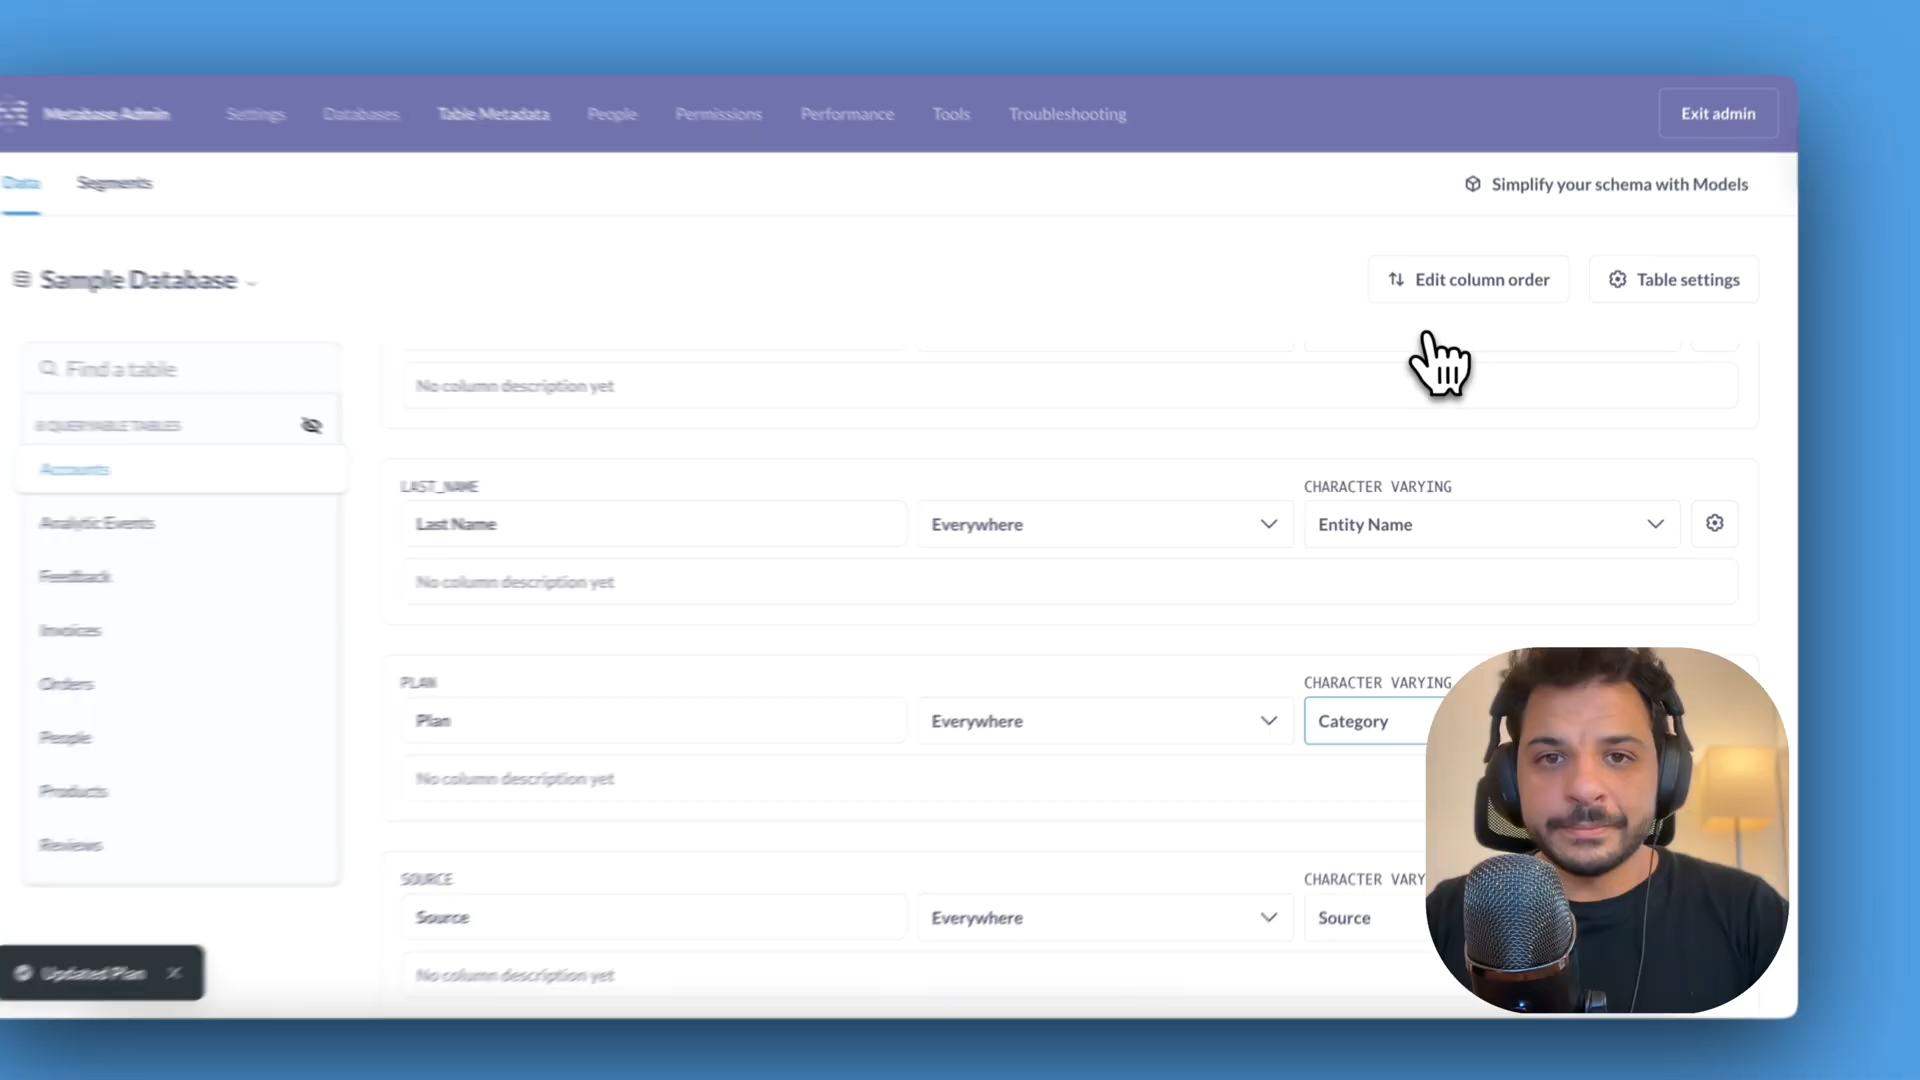 Metabase Admin
Settings
Databases
Table Metadata
People
Permissions
Performance
Tools
Troubleshooting
Exit admin
Data
Segments
Simplify your schema with Models
Sample Database
Edit column order
Table settings
Find a table
8 QUERYABLE TABLES
Accounts
Analytic Events
Feedback
Invoices
Orders
People
Products
Reviews
No column description yet
LAST_NAME
CHARACTER VARYING
Last Name
Everywhere
Entity Name
No column description yet
PLAN
CHARACTER VARYING
Plan
Everywhere
Category
No column description yet
SOURCE
CHARACTER VARY
Source
Everywhere
Source
No column description yet
Updated Plan